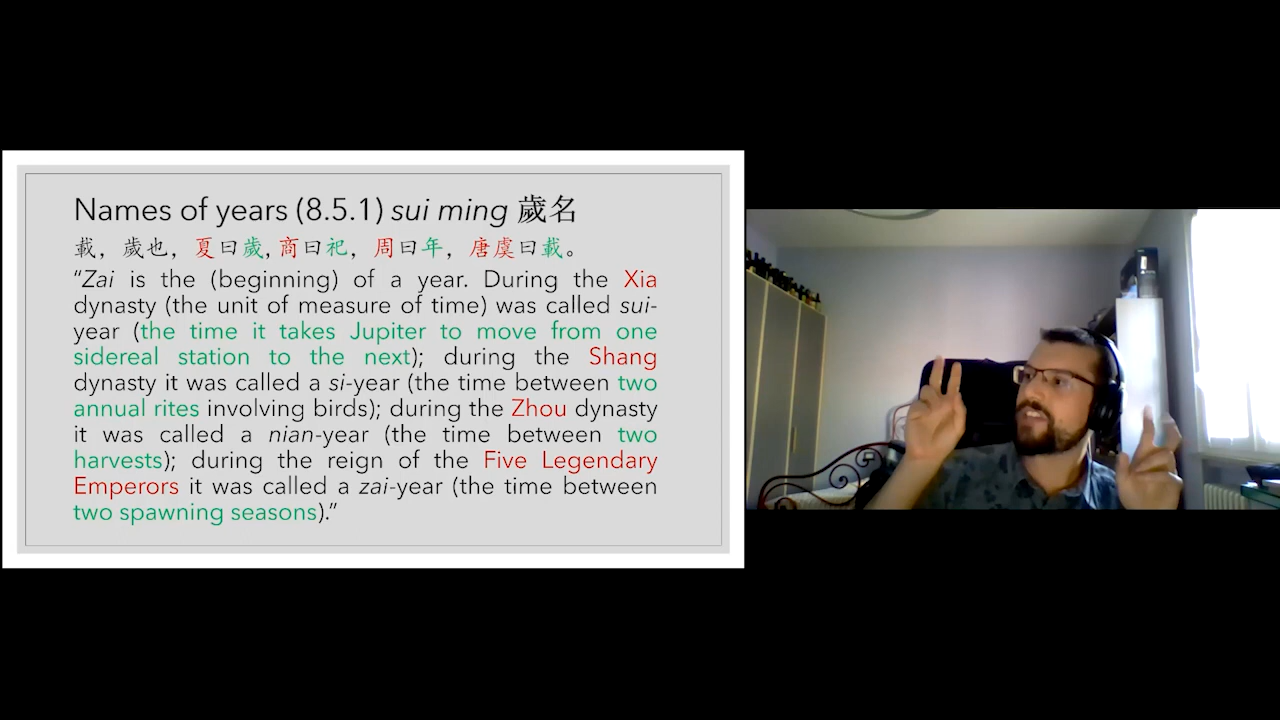 Names of years (8.5.1) sui ming 歲名
載，歲也，夏曰歲，商曰祀，周曰年，唐虞曰載。
“Zai is the (beginning) of a year. During the Xia
dynasty (the unit of measure of time) was called sui-
year (the time it takes Jupiter to move from one
sidereal station to the next); during the Shang
dynasty it was called a si-year (the time between two
annual rites involving birds); during the Zhou dynasty
it was called a nian-year (the time between two
harvests); during the reign of the Five Legendary
Emperors it was called a zai-year (the time between
two spawning seasons).”